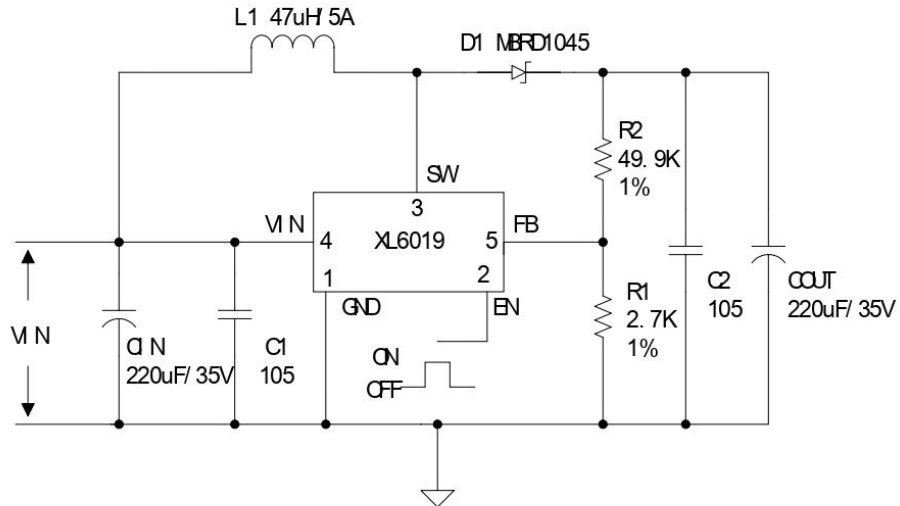 L1 47uH/5A
D1 MBRD1045
R2
49.9K
1%
SW
3
VIN
4
XL6019
5
FB
1
2
GND
EN
R1
2.7K
1%
C2
105
COUT
220uF/35V
VIN
CIN
220uF/35V
C1
105
ON
OFF